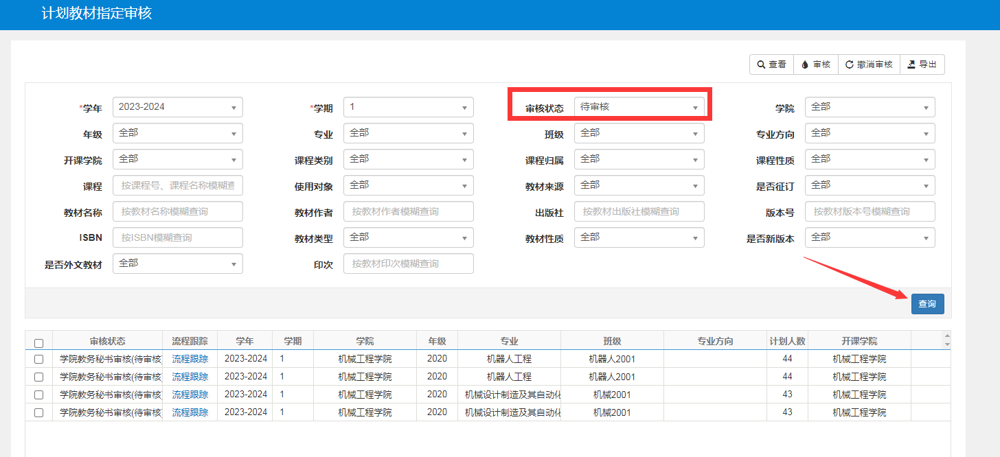 计划教材指定审核
查看 审核 撤消审核 导出
*学年 2023-2024 *学期 1 审核状态 待审核 学院 全部
年级 全部 专业 全部 班级 全部 专业方向 全部
开课学院 全部 课程类别 全部 课程归属 全部 课程性质 全部
课程 按课程号、课程名称模糊查 使用对象 全部 教材来源 全部 是否征订 全部
教材名称 按教材名称模糊查询 教材作者 按教材作者模糊查询 出版社 按教材出版社模糊查询 版本号 按教材版本号模糊查询
ISBN 按ISBN模糊查询 教材类型 全部 教材性质 全部 是否新版本 全部
是否外文教材 全部 印次 按教材印次模糊查询
查询
审核状态 流程跟踪 学年 学期 学院 年级 专业 班级 专业方向 计划人数 开课学院
学院教务秘书审核(待审核 流程跟踪 2023-2024 1 机械工程学院 2020 机器人工程 机器人2001 44 机械工程学院
学院教务秘书审核(待审核 流程跟踪 2023-2024 1 机械工程学院 2020 机器人工程 机器人2001 44 机械工程学院
学院教务秘书审核(待审核 流程跟踪 2023-2024 1 机械工程学院 2020 机械设计制造及其自动化 机械2001 43 机械工程学院
学院教务秘书审核(待审核 流程跟踪 2023-2024 1 机械工程学院 2020 机械设计制造及其自动化 机械2001 43 机械工程学院